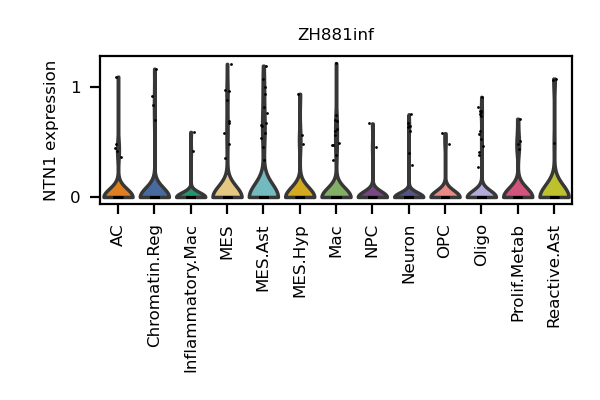 ZH881inf
NTN1 expression
1
0
AC
Chromatin.Reg
Inflammatory.Mac
MES
MES.Ast
MES.Hyp
Mac
NPC
Neuron
OPC
Oligo
Prolif.Metab
Reactive.Ast